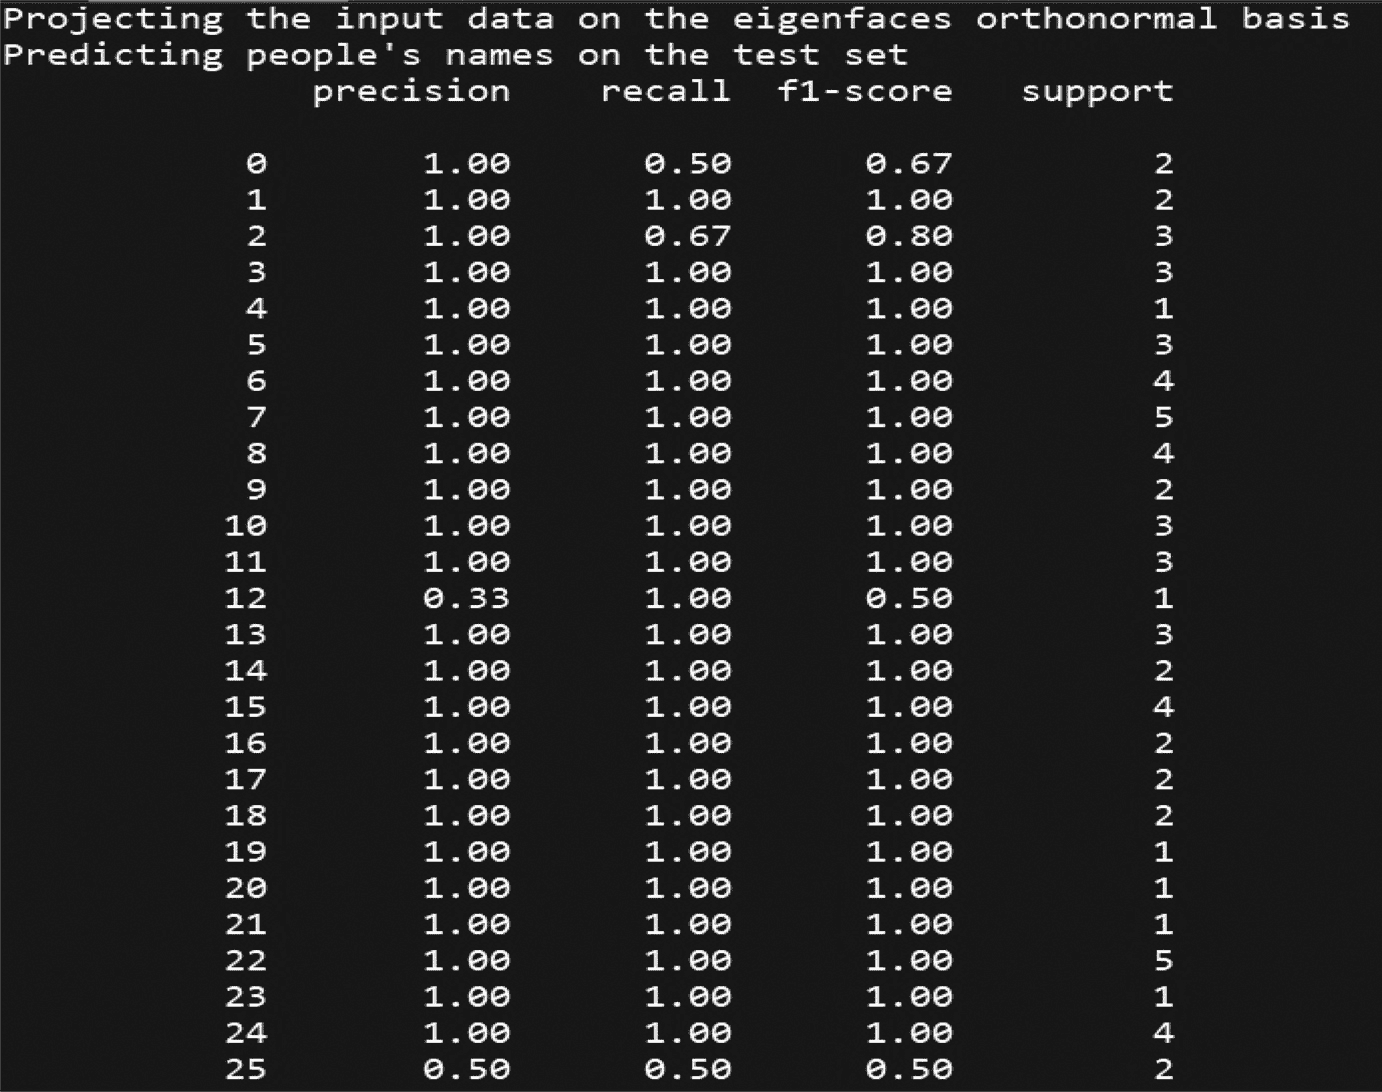 Projecting the input data on the eigenfaces orthonormal basis
Predicting people's names on the test set
precision recall f1-score support
0 1.00 0.50 0.67 2
1 1.00 1.00 1.00 2
2 1.00 0.67 0.80 3
3 1.00 1.00 1.00 3
4 1.00 1.00 1.00 1
5 1.00 1.00 1.00 3
6 1.00 1.00 1.00 4
7 1.00 1.00 1.00 5
8 1.00 1.00 1.00 4
9 1.00 1.00 1.00 2
10 1.00 1.00 1.00 3
11 1.00 1.00 1.00 3
12 0.33 1.00 0.50 1
13 1.00 1.00 1.00 3
14 1.00 1.00 1.00 2
15 1.00 1.00 1.00 4
16 1.00 1.00 1.00 2
17 1.00 1.00 1.00 2
18 1.00 1.00 1.00 2
19 1.00 1.00 1.00 1
20 1.00 1.00 1.00 1
21 1.00 1.00 1.00 1
22 1.00 1.00 1.00 5
23 1.00 1.00 1.00 1
24 1.00 1.00 1.00 4
25 0.50 0.50 0.50 2